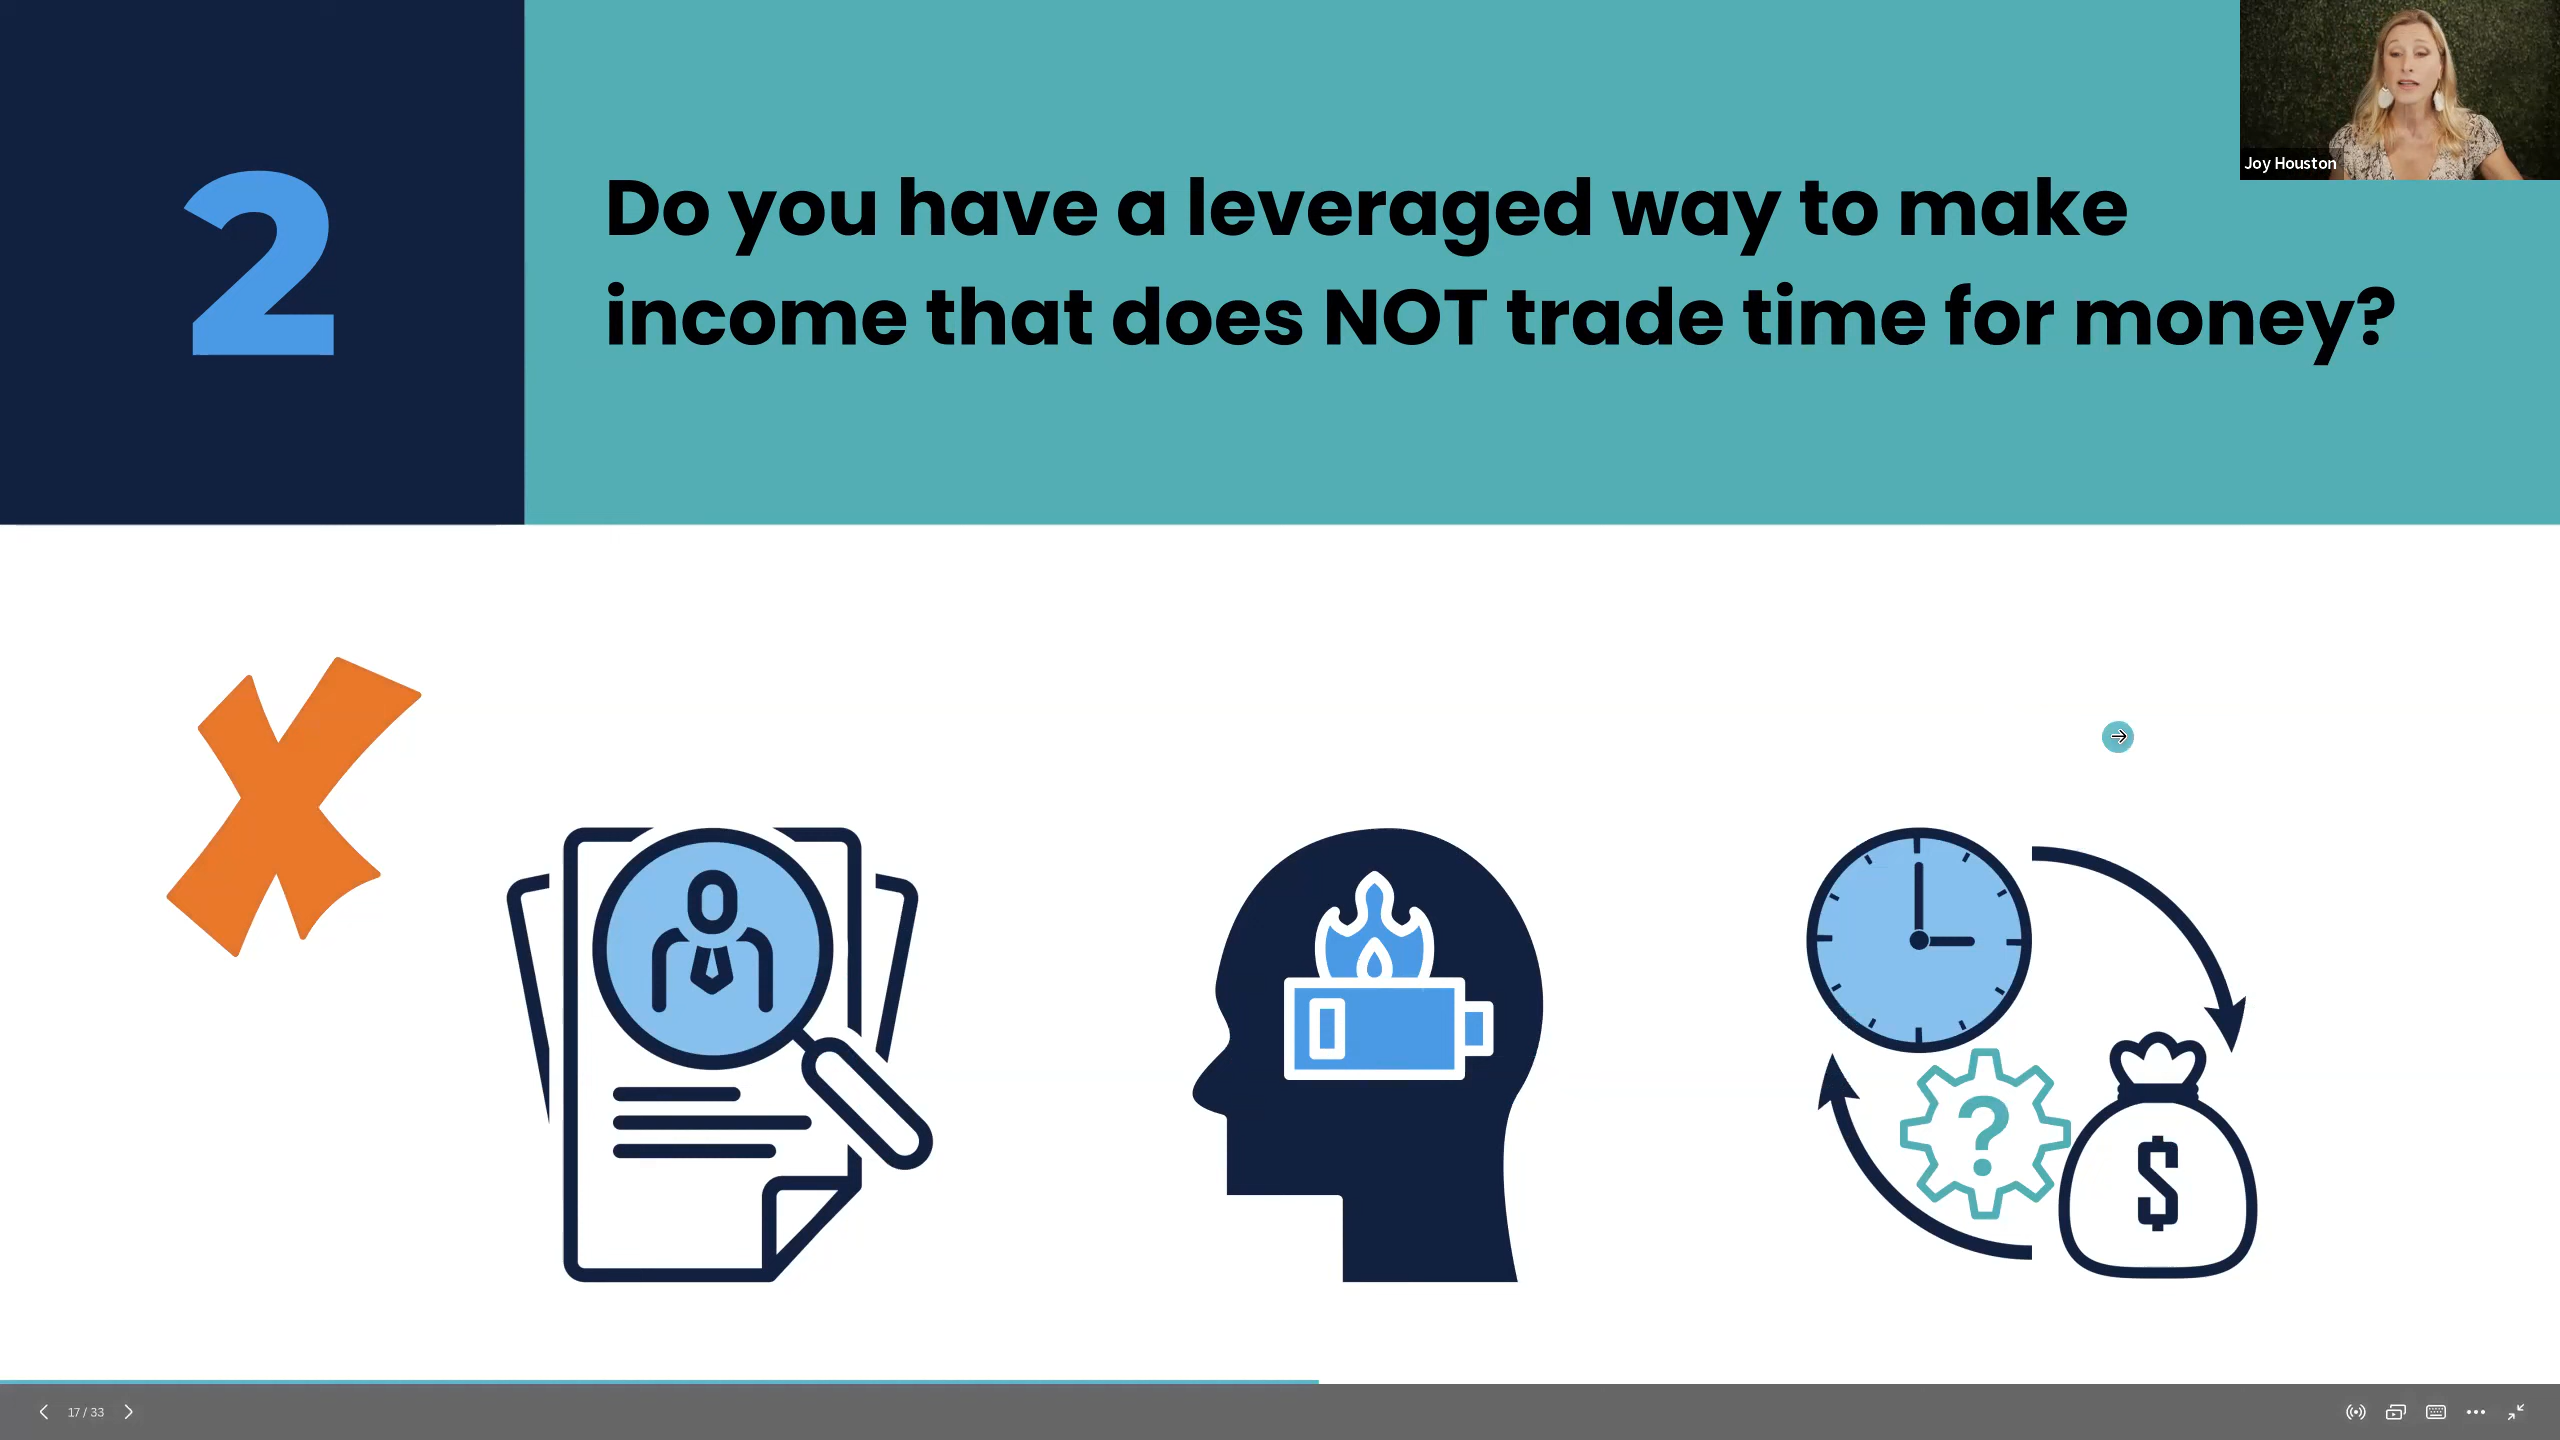 2
Do you have a leveraged way to make
income that does NOT trade time for money?
Joy Houston
?
$
17 / 33